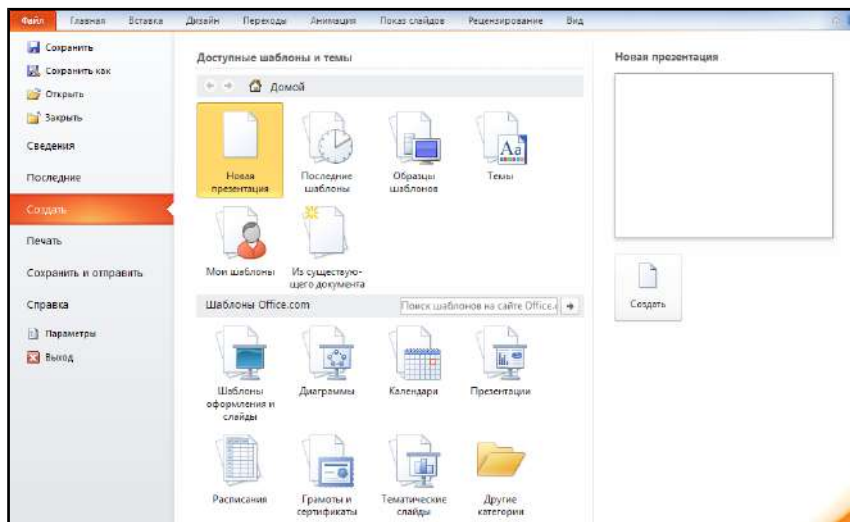 Файл Главная Вставка Дизайн Переходы Анимация Показ слайдов Рецензирование Вид
Сохранить
Сохранить как
Открыть
Закрыть
Сведения
Последние
Создать
Печать
Сохранить и отправить
Справка
Параметры
Выход
Доступные шаблоны и темы
Домой
Новая
презентация
Последние
шаблоны
Образцы
шаблонов
Темы
Мои шаблоны
Из существую-
щего документа
Шаблоны Office.com
Поиск шаблонов на сайте Office.c
Шаблоны
оформления и
слайды
Диаграммы
Календари
Презентации
Расписания
Грамоты и
сертификаты
Тематические
слайды
Другие
категории
Новая презентация
Создать